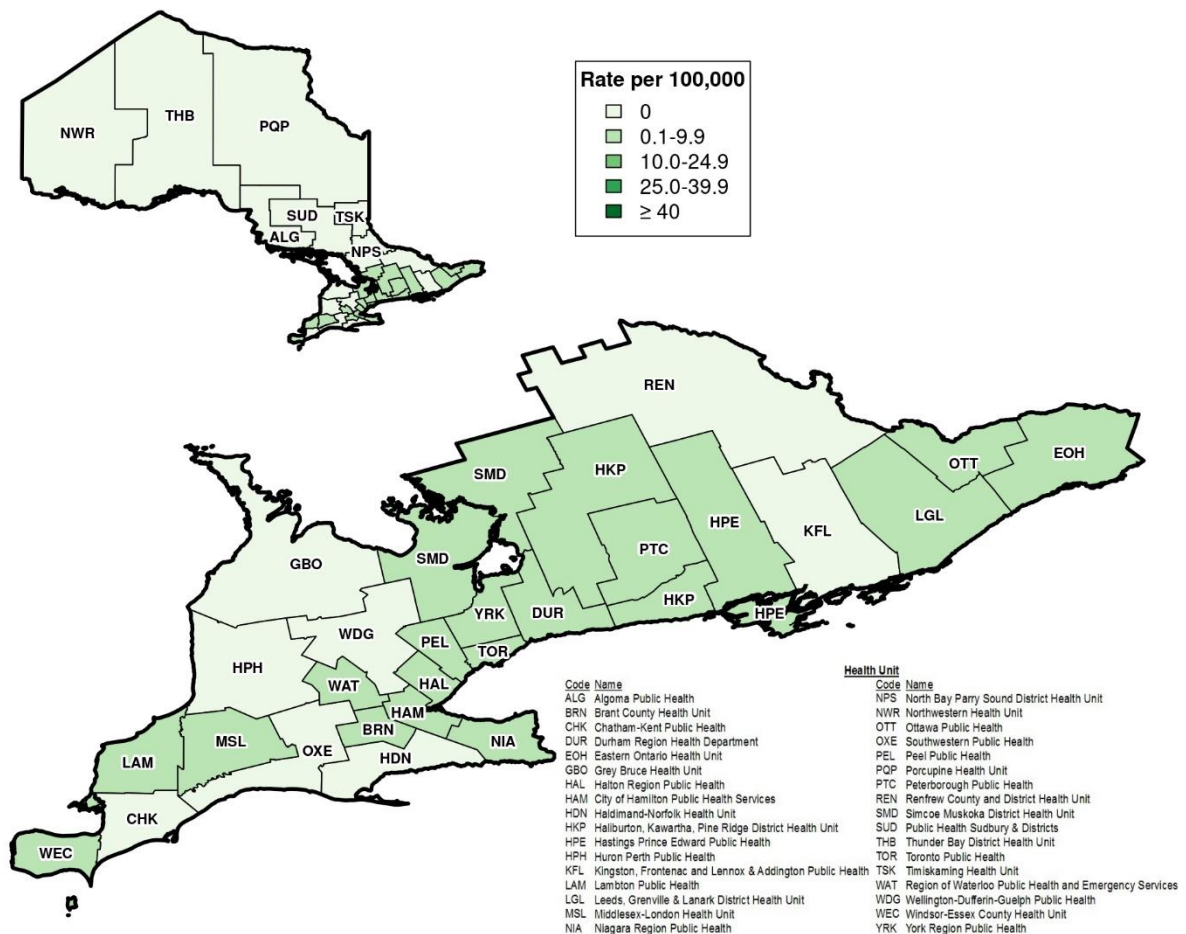 Rate per 100,000
0
0.1-9.9
10.0-24.9
25.0-39.9
≥ 40
NWR
THB
PQP
SUD
TSK
ALG
NPS
REN
SMD
HKP
OTT
EOH
HPE
LGL
KFL
PTC
GBO
SMD
YRK
DUR
HKP
HPE
WDG
PEL
TOR
HPH
WAT
HAL
HAM
BRN
MSL
OXE
NIA
LAM
HDN
CHK
WEC
Health Unit
Code Name
ALG Algoma Public Health
BRN Brant County Health Unit
CHK Chatham-Kent Public Health
DUR Durham Region Health Department
EOH Eastern Ontario Health Unit
GBO Grey Bruce Health Unit
HAL Halton Region Public Health
HAM City of Hamilton Public Health Services
HDN Haldimand-Norfolk Health Unit
HKP Haliburton, Kawartha, Pine Ridge District Health Unit
HPE Hastings Prince Edward Public Health
HPH Huron Perth Public Health
KFL Kingston, Frontenac and Lennox & Addington Public Health
LAM Lambton Public Health
LGL Leeds, Grenville & Lanark District Health Unit
MSL Middlesex-London Health Unit
NIA Niagara Region Public Health
Code Name
NPS North Bay Parry Sound District Health Unit
NWR Northwestern Health Unit
OTT Ottawa Public Health
OXE Southwestern Public Health
PEL Peel Public Health
PQP Porcupine Health Unit
PTC Peterborough Public Health
REN Renfrew County and District Health Unit
SMD Simcoe Muskoka District Health Unit
SUD Public Health Sudbury & Districts
THB Thunder Bay District Health Unit
TOR Toronto Public Health
TSK Timiskaming Health Unit
WAT Region of Waterloo Public Health and Emergency Services
WDG Wellington-Dufferin-Guelph Public Health
WEC Windsor-Essex County Health Unit
YRK York Region Public Health